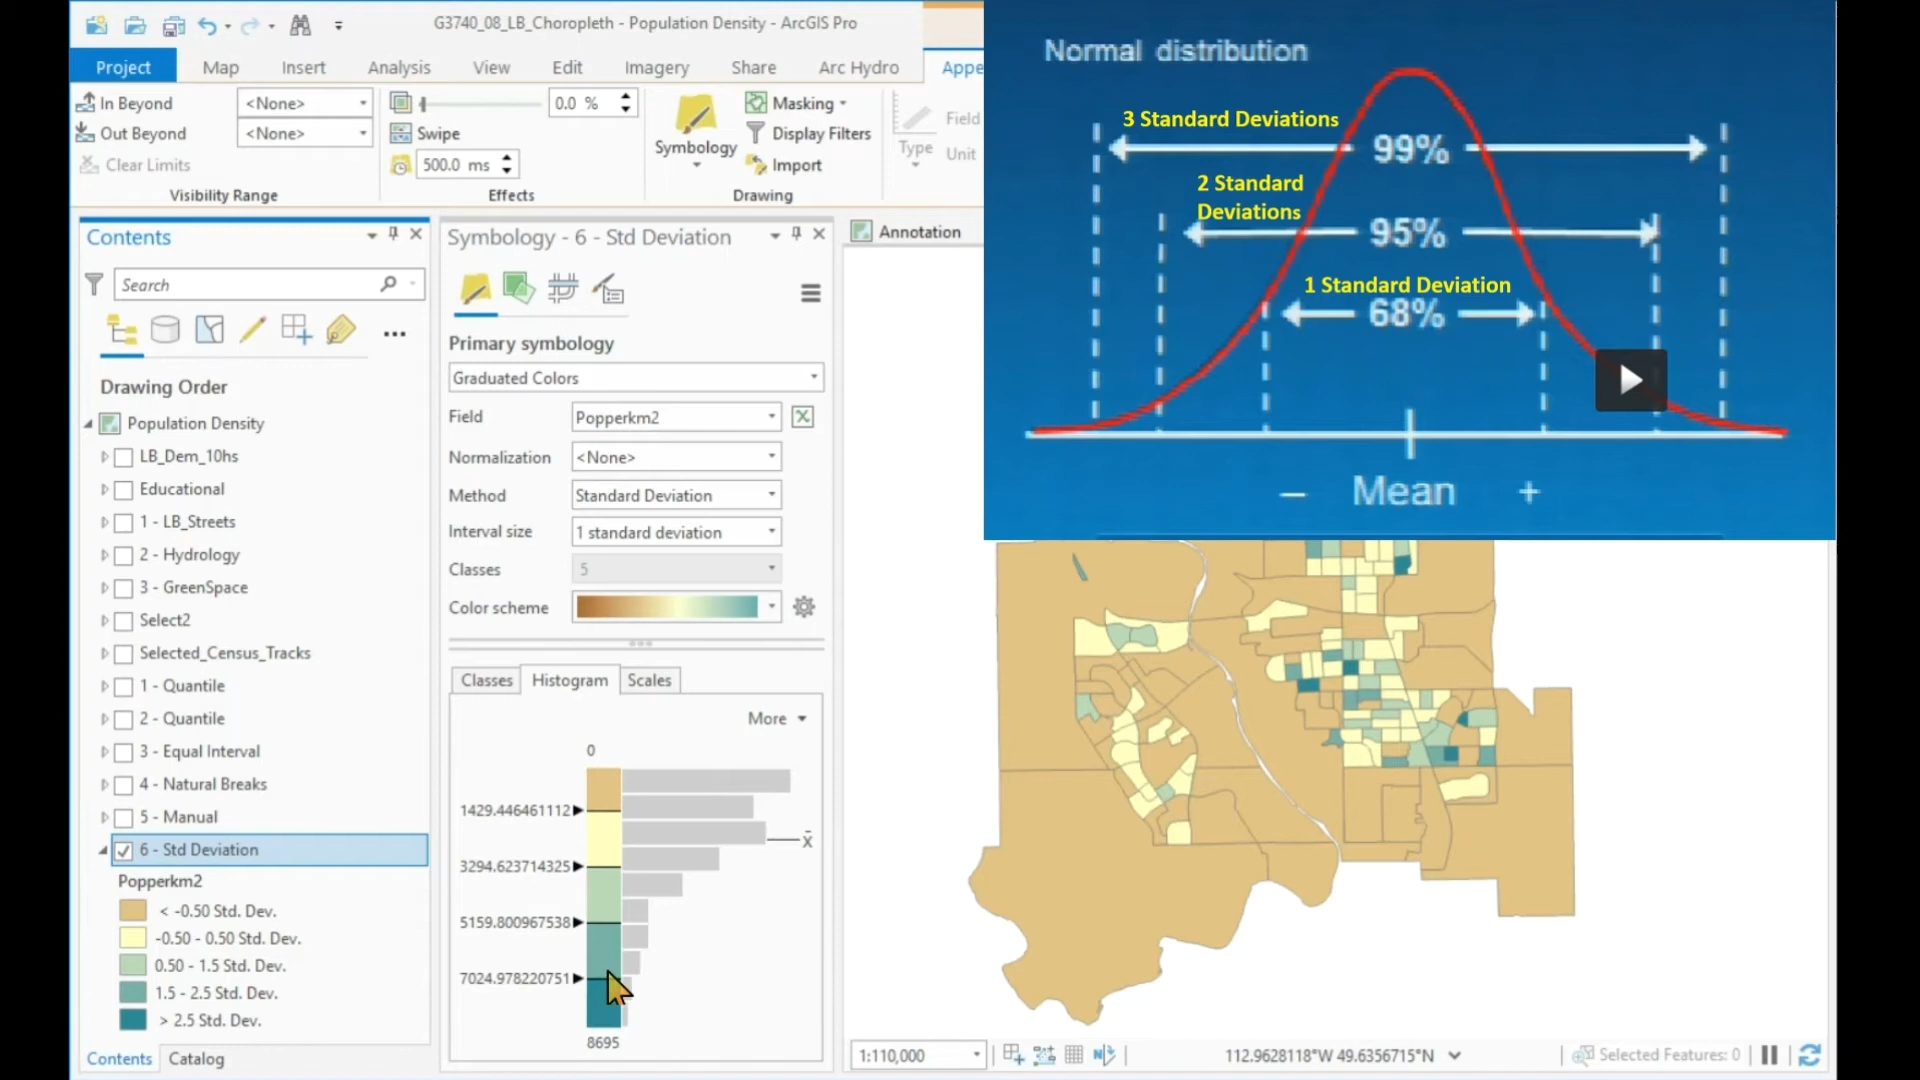 G3740_08_LB_Choropleth - Population Density - ArcGIS Pro
Project Map Insert Analysis View Edit Imagery Share Arc Hydro Appe
In Beyond <None>
Out Beyond <None>
Clear Limits
Visibility Range
0.0 %
Swipe
500.0 ms
Effects
Symbology
Masking
Display Filters
Import
Drawing
Type
Field
Unit
Contents
Search
Drawing Order
Population Density
LB_Dem_10hs
Educational
1 - LB_Streets
2 - Hydrology
3 - GreenSpace
Select2
Selected_Census_Tracks
1 - Quantile
2 - Quantile
3 - Equal Interval
4 - Natural Breaks
5 - Manual
6 - Std Deviation
Popperkm2
< -0.50 Std. Dev.
-0.50 - 0.50 Std. Dev.
0.50 - 1.5 Std. Dev.
1.5 - 2.5 Std. Dev.
> 2.5 Std. Dev.
Contents Catalog
Symbology - 6 - Std Deviation
Primary symbology
Graduated Colors
Field Popperkm2
Normalization <None>
Method Standard Deviation
Interval size 1 standard deviation
Classes 5
Color scheme
Classes Histogram Scales
More
0
1429.446461112
x̄
3294.623714325
5159.800967538
7024.978220751
8695
Annotation
Normal distribution
3 Standard Deviations
99%
2 Standard
Deviations
95%
1 Standard Deviation
68%
− Mean +
1:110,000
112.9628118°W 49.6356715°N
Selected Features: 0